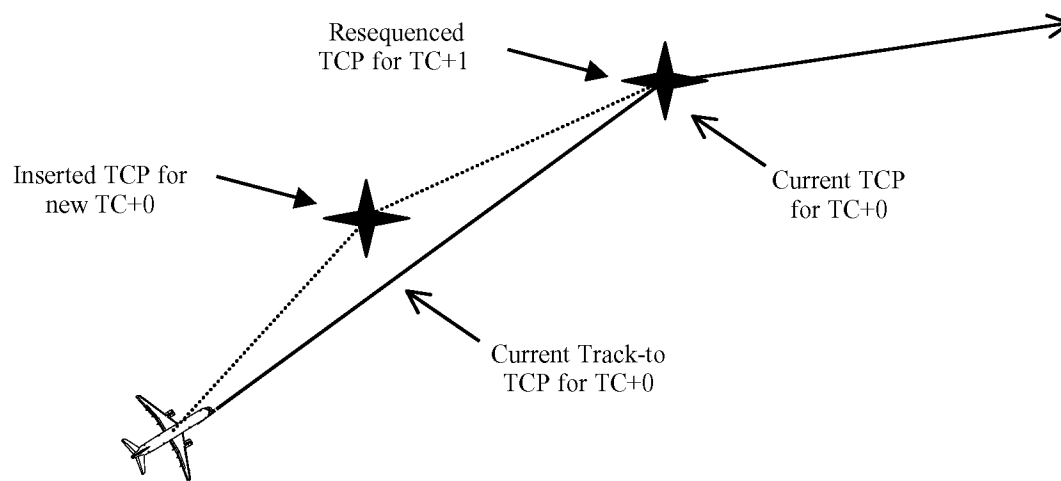 Resequenced
TCP for TC+1
Inserted TCP for
new TC+0
Current TCP
for TC+0
Current Track-to
TCP for TC+0